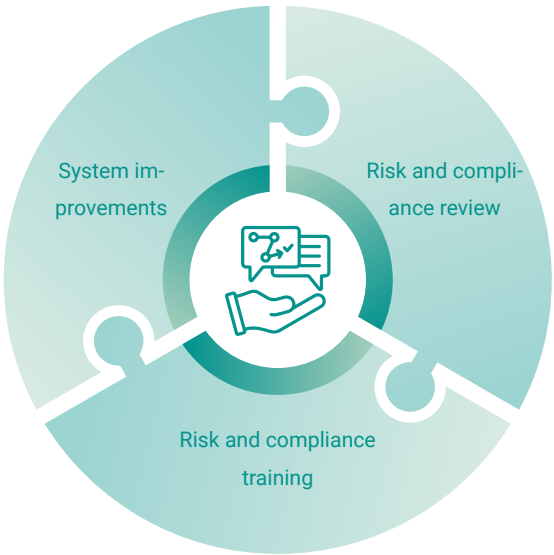 System im-
provements
Risk and compli-
ance review
Risk and compliance
training